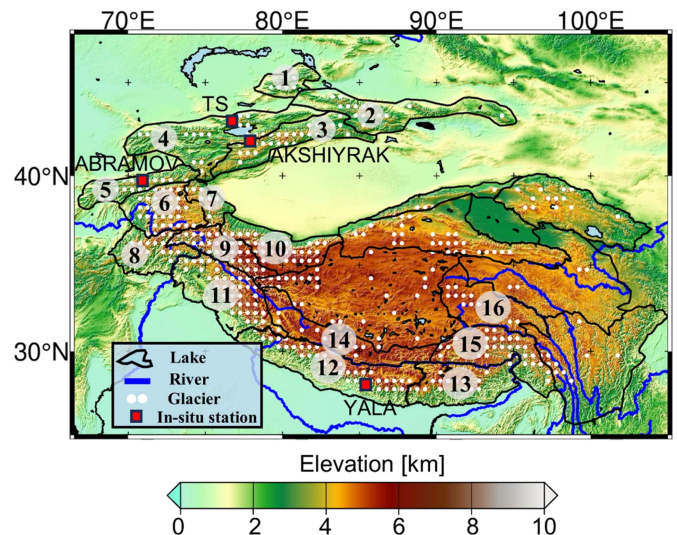 70°E 80°E 90°E 100°E
1
TS 2
3
4
ABRAMOV AKSHIYRAK
40°N
5
6 7
8 9 10
11
16
14 15
30°N
12
13
YALA
Lake
River
Glacier
In-situ station
Elevation [km]
0 2 4 6 8 10